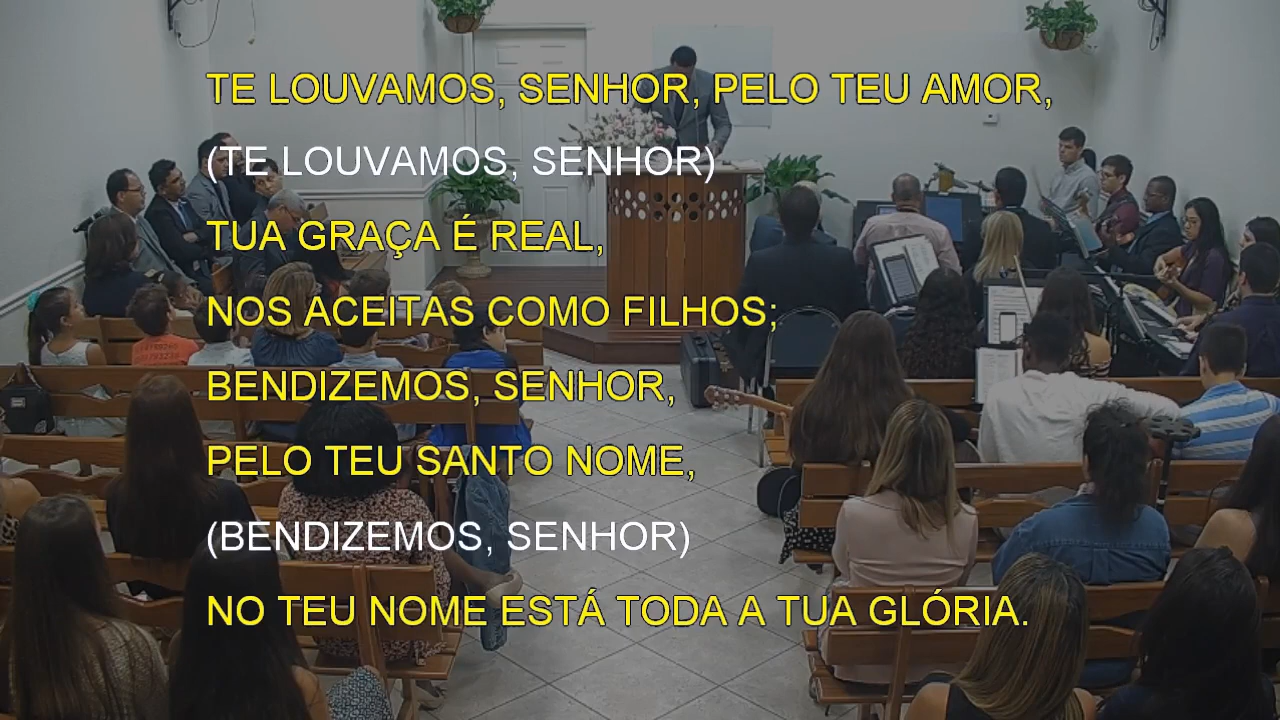 TE LOUVAMOS, SENHOR, PELO TEU AMOR,
(TE LOUVAMOS, SENHOR)
TUA GRAÇA É REAL,
NOS ACEITAS COMO FILHOS;
BENDIZEMOS, SENHOR,
PELO TEU SANTO NOME,
(BENDIZEMOS, SENHOR)
NO TEU NOME ESTÁ TODA A TUA GLÓRIA.